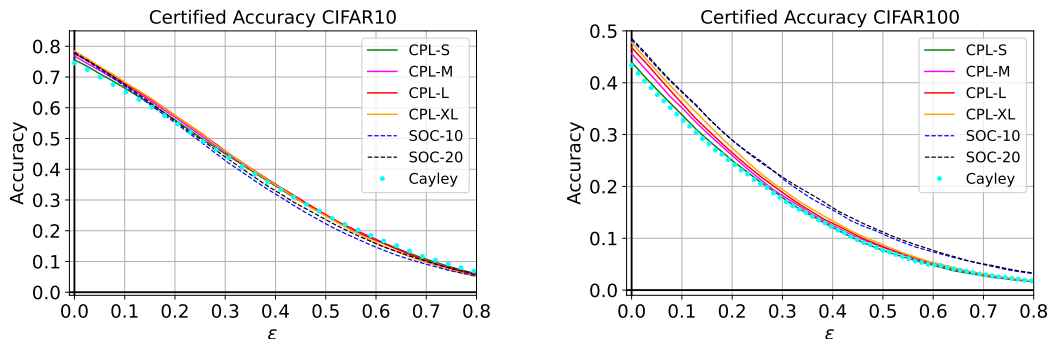 Certified Accuracy CIFAR10
Accuracy
0.8
0.7
0.6
0.5
0.4
0.3
0.2
0.1
0.0
0.0 0.1 0.2 0.3 0.4 0.5 0.6 0.7 0.8
ε
CPL-S
CPL-M
CPL-L
CPL-XL
SOC-10
SOC-20
Cayley
Certified Accuracy CIFAR100
Accuracy
0.5
0.4
0.3
0.2
0.1
0.0
0.0 0.1 0.2 0.3 0.4 0.5 0.6 0.7 0.8
ε
CPL-S
CPL-M
CPL-L
CPL-XL
SOC-10
SOC-20
Cayley